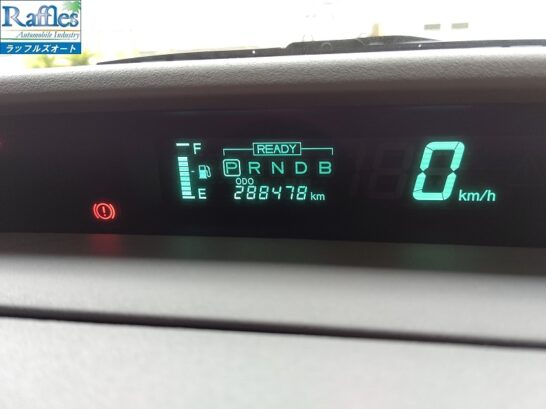 Raffles
Automobile Industry
ラッフルズオート
F
READY
P R N D B
ODO
E
288478 km
0 km/h